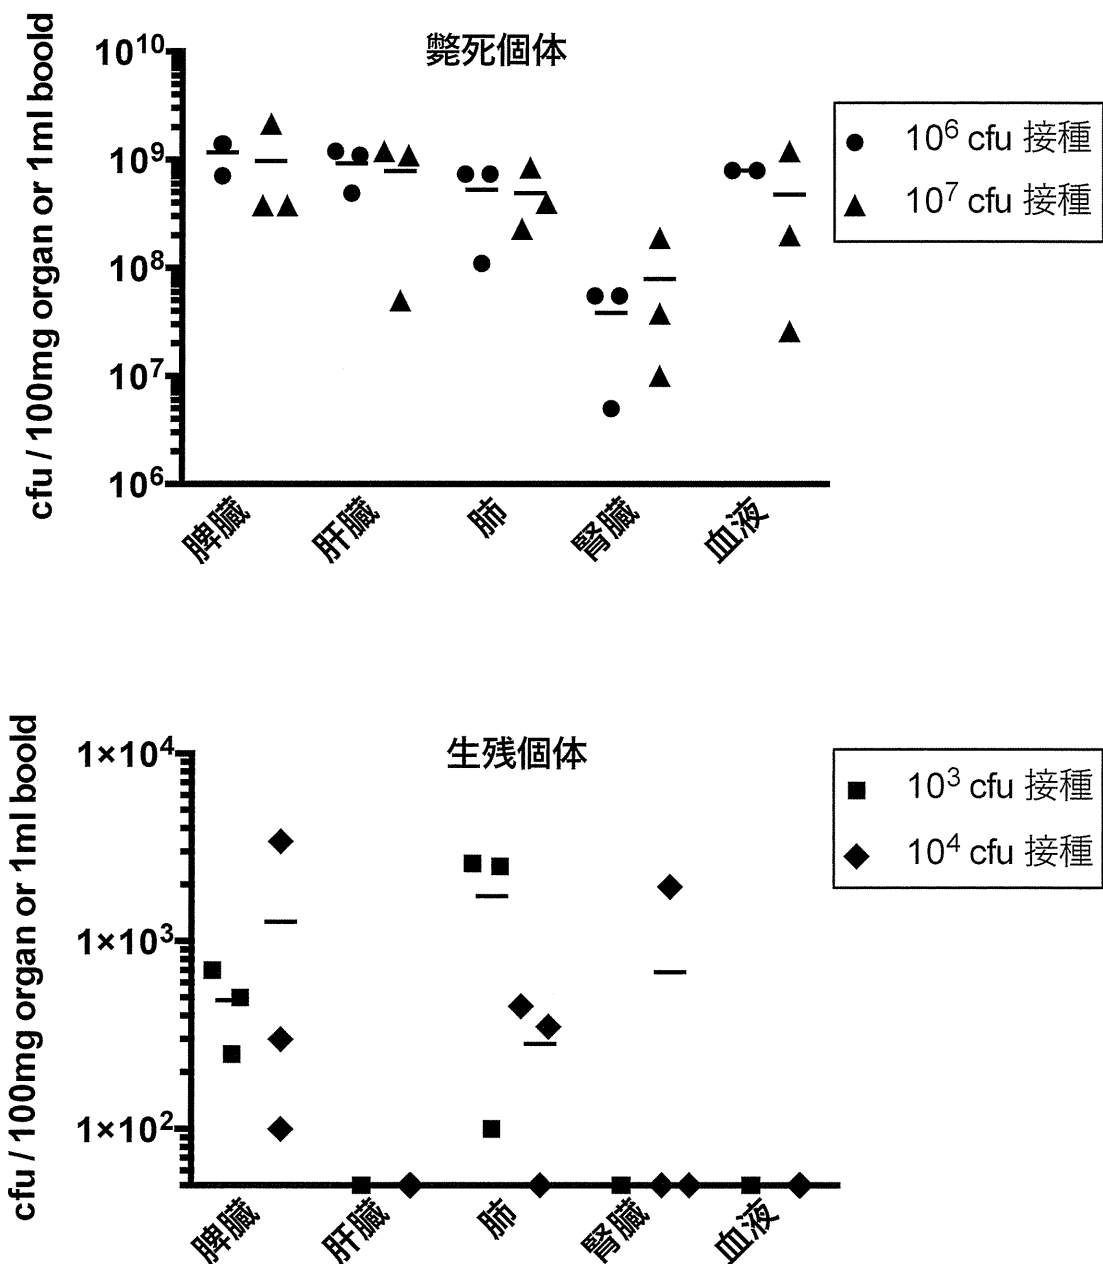 斃死個体
cfu / 100mg organ or 1ml boold
10¹⁰
10⁹
10⁸
10⁷
10⁶
脾臓 肝臓 肺 腎臓 血液
10⁶ cfu 接種
10⁷ cfu 接種
生残個体
cfu / 100mg organ or 1ml boold
1×10⁴
1×10³
1×10²
脾臓 肝臓 肺 腎臓 血液
10³ cfu 接種
10⁴ cfu 接種